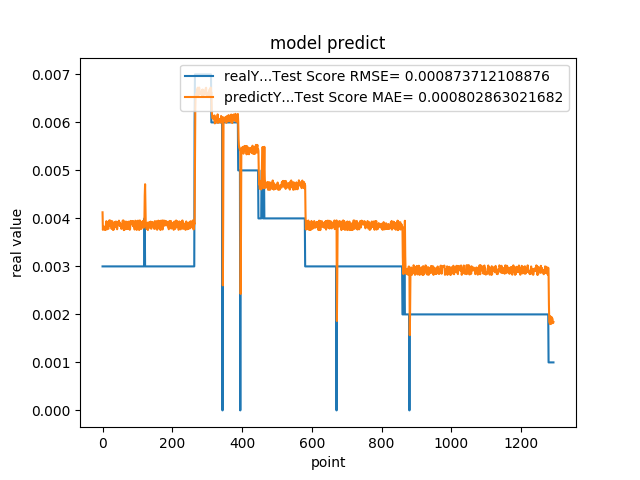 model predict
realY...Test Score RMSE= 0.000873712108876
predictY...Test Score MAE= 0.000802863021682
0.007
0.006
0.005
0.004
0.003
0.002
0.001
0.000
real value
0 200 400 600 800 1000 1200
point